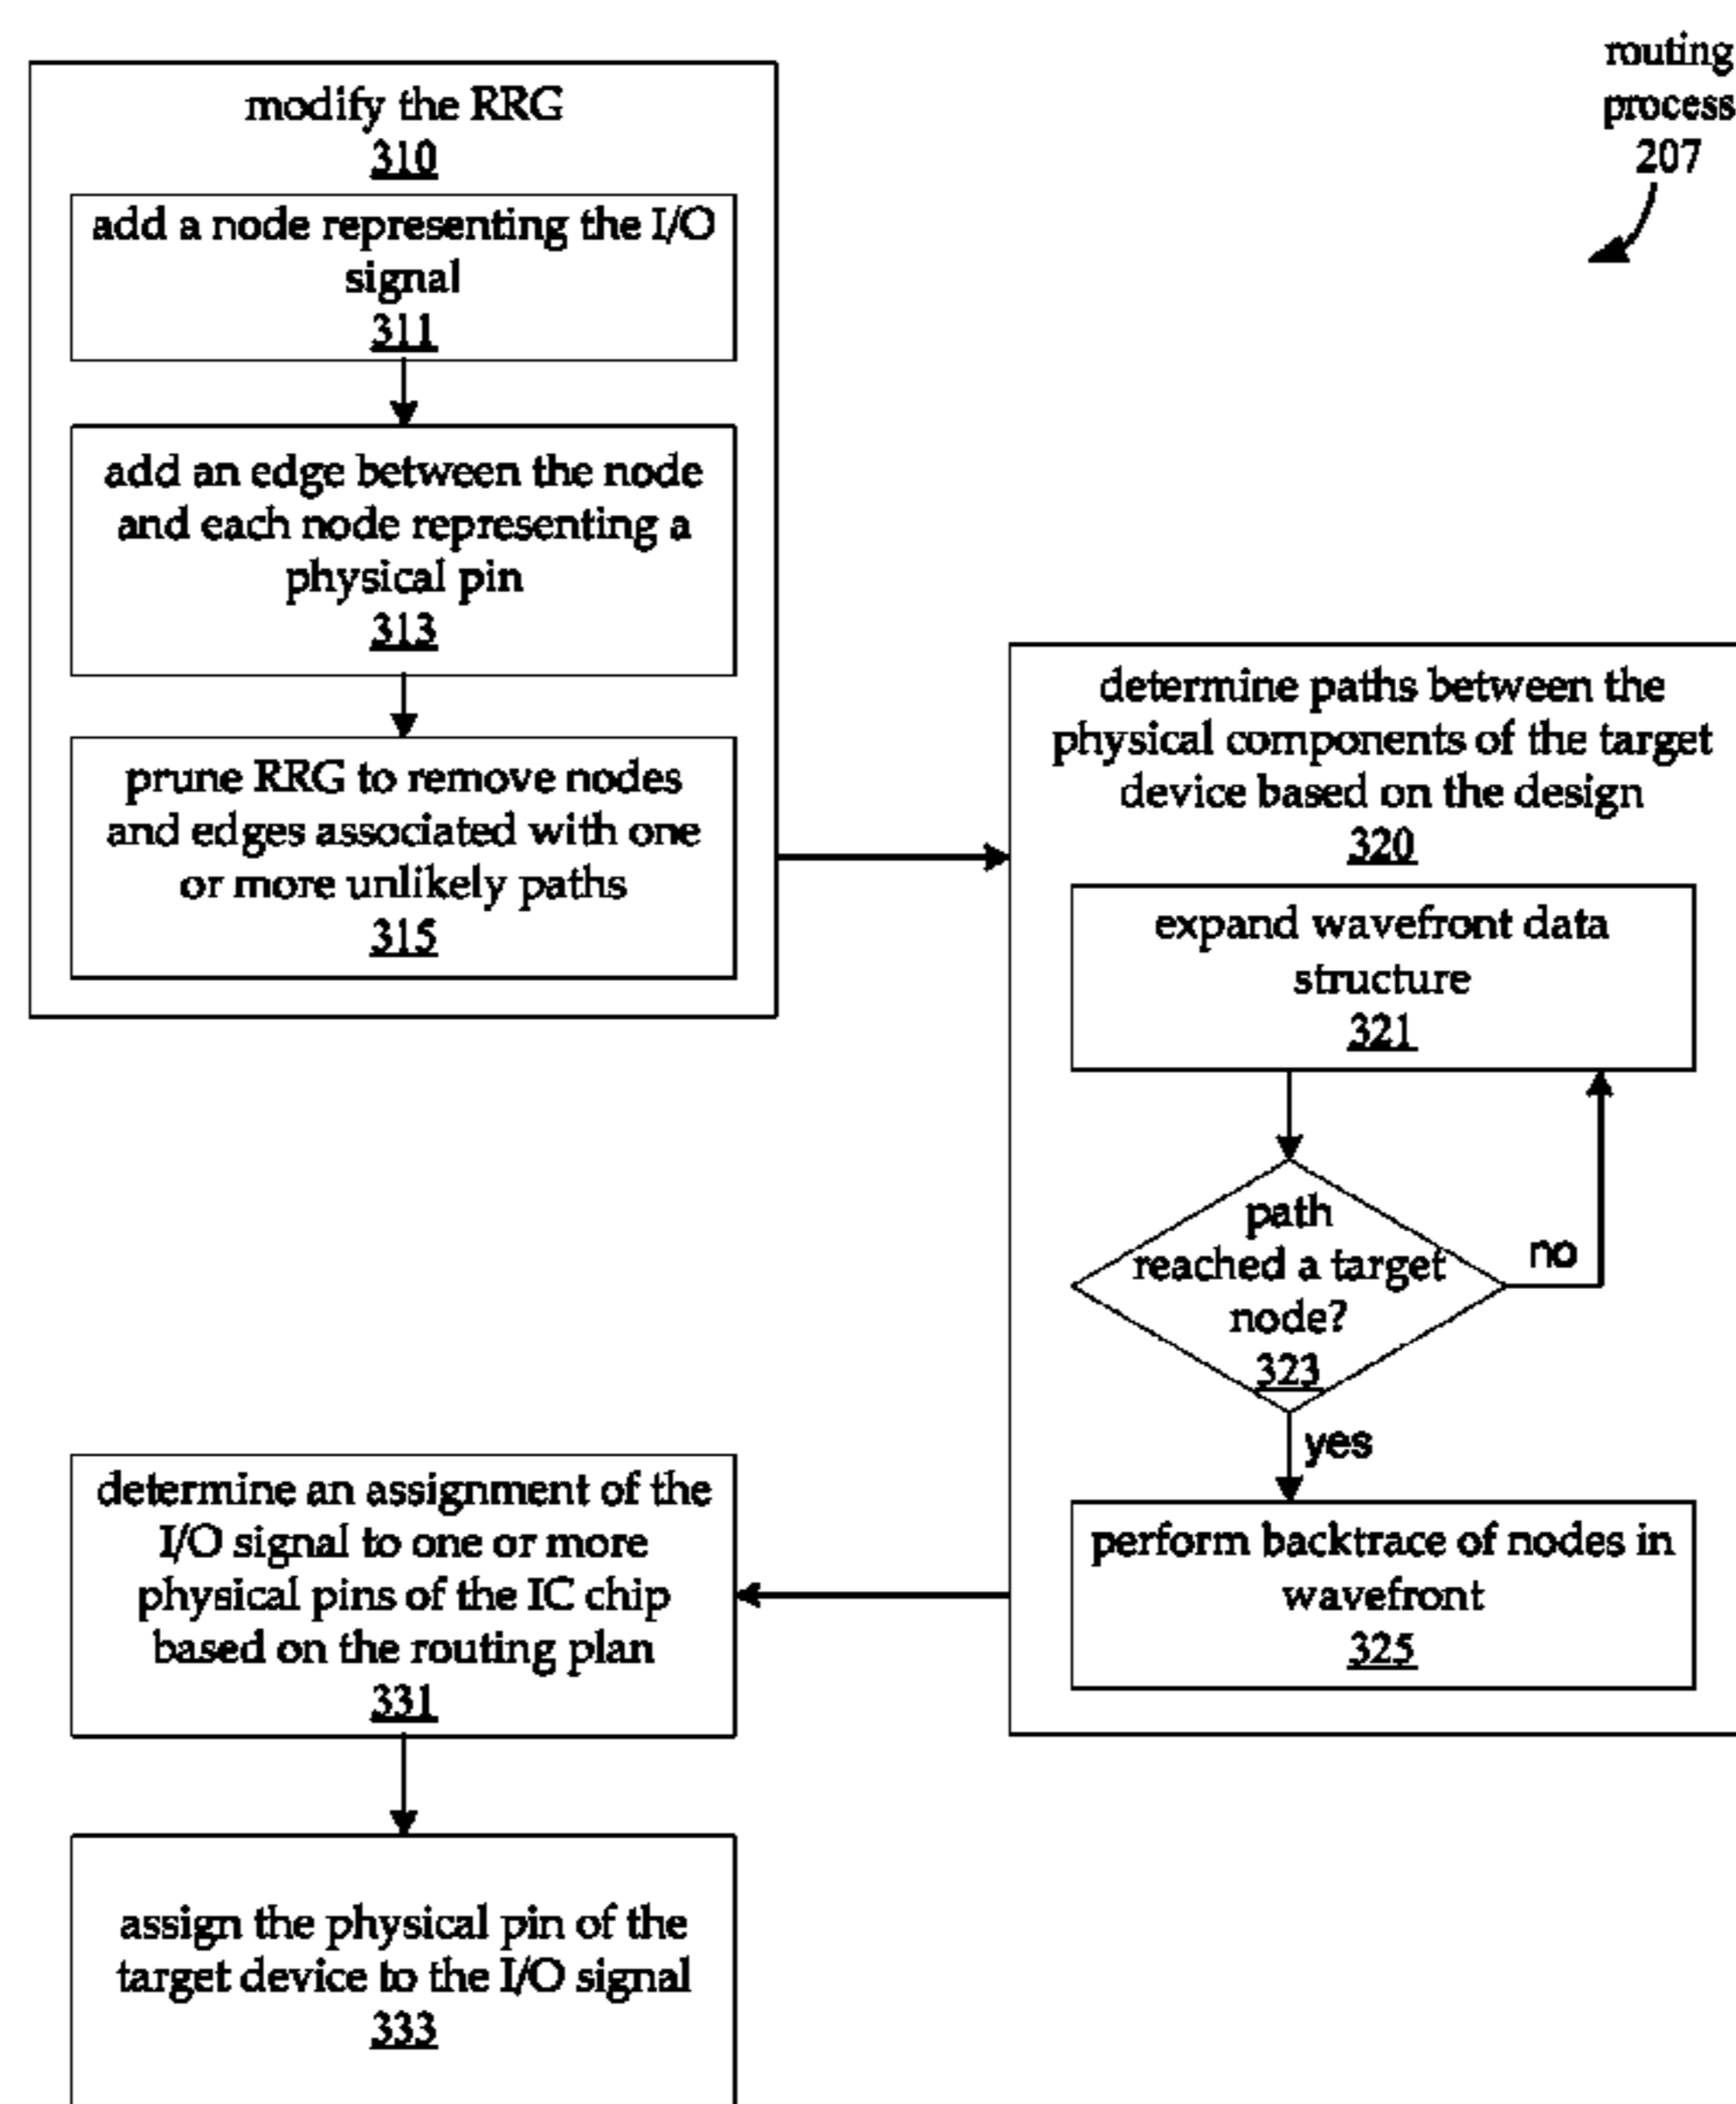 routing
process
207
modify the RRG
310
add a node representing the I/O
signal
311
add an edge between the node
and each node representing a
physical pin
313
prune RRG to remove nodes
and edges associated with one
or more unlikely paths
315
determine paths between the
physical components of the target
device based on the design
320
expand wavefront data
structure
321
path
reached a target
node?
323
no
yes
perform backtrace of nodes in
wavefront
325
determine an assignment of the
I/O signal to one or more
physical pins of the IC chip
based on the routing plan
331
assign the physical pin of the
target device to the I/O signal
333